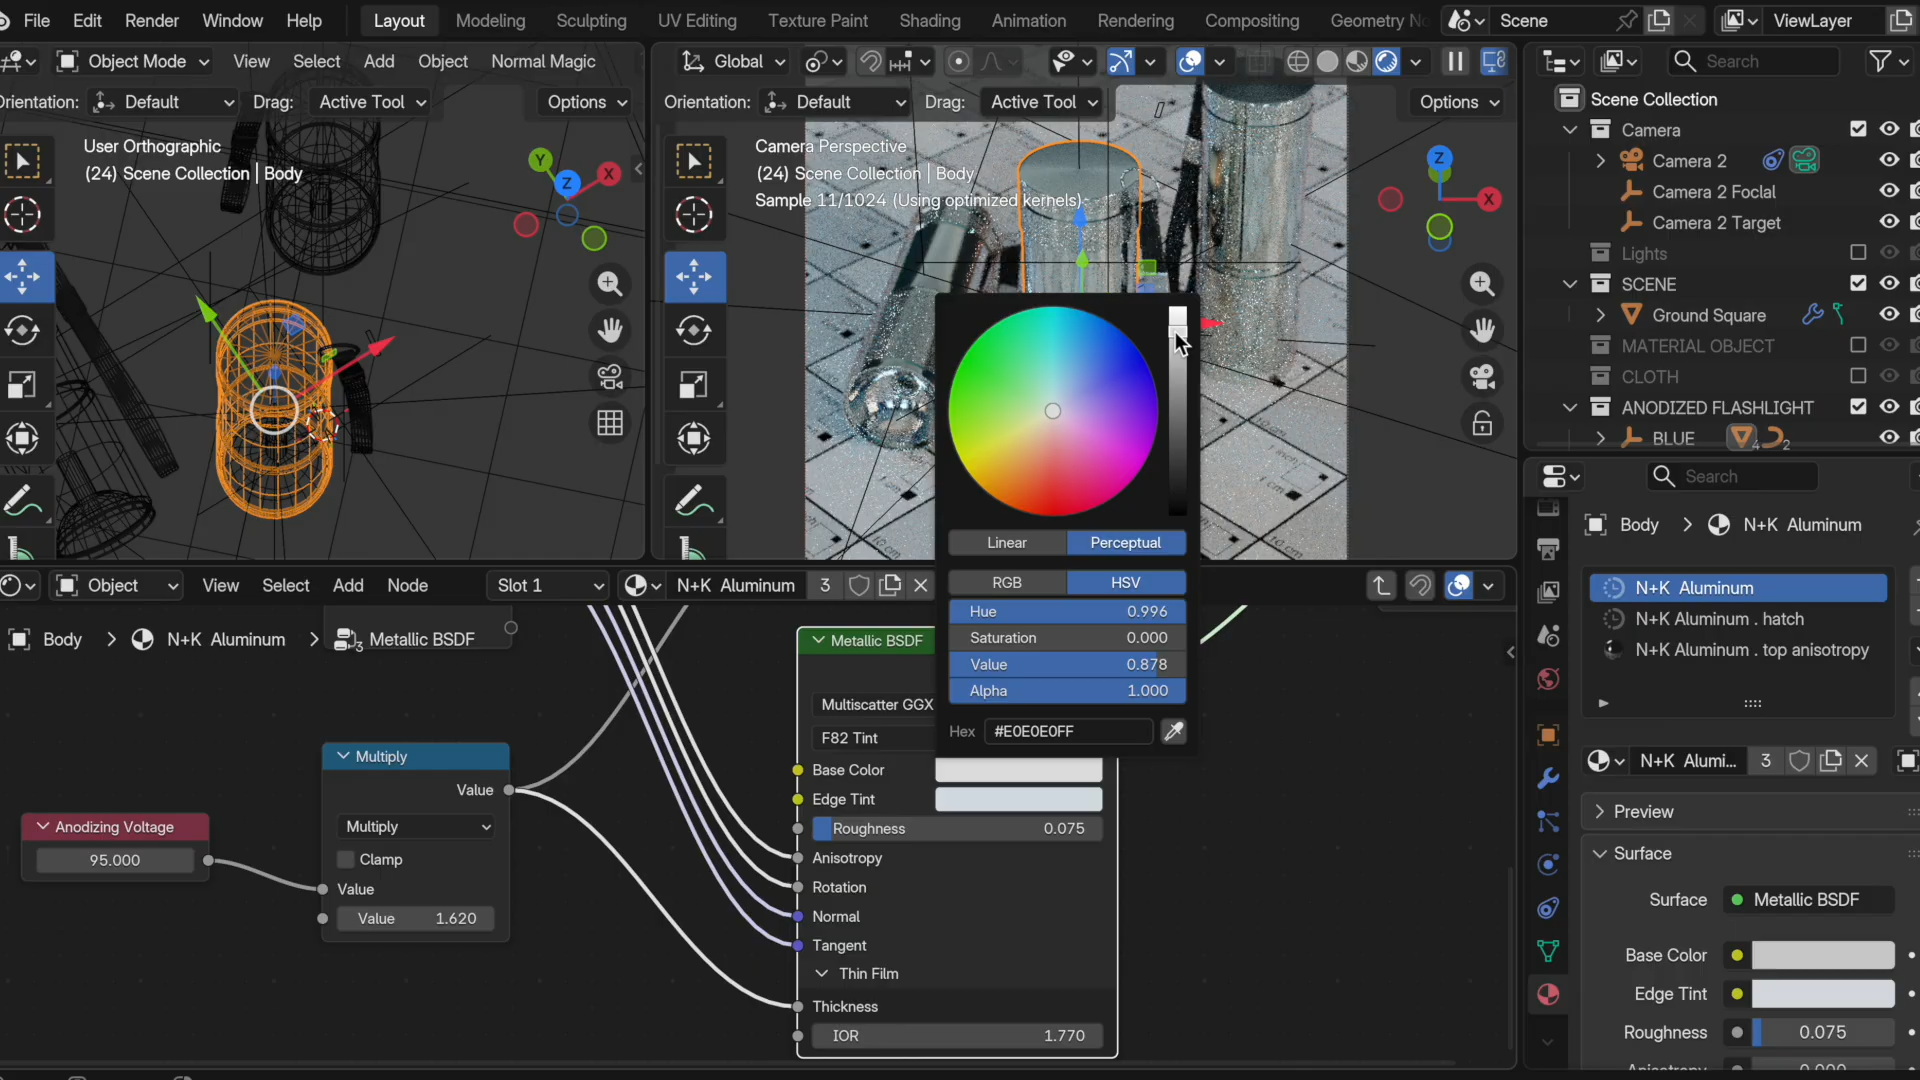 File Edit Render Window Help Layout Modeling Sculpting UV Editing Texture Paint Shading Animation Rendering Compositing Scene ViewLayer
Object Mode View Select Add Object Normal Magic
Global
Search
Orientation: Default Drag: Active Tool Options
Orientation: Default Drag: Active Tool Options
Scene Collection
User Orthographic
(24) Scene Collection | Body
Camera Perspective
(24) Scene Collection | Body
Sample 11/1024 (Using optimized kernels)
Y
X
Z
Z
X
Camera
Camera 2
Camera 2 Foclal
Camera 2 Target
Lights
SCENE
Ground Square
MATERIAL OBJECT
CLOTH
ANODIZED FLASHLIGHT
BLUE 4 2
Search
Linear Perceptual
RGB HSV
Hue 0.996
Saturation 0.000
Value 0.878
Alpha 1.000
Hex #E0E0E0FF
Object View Select Add Node Slot 1 N+K Aluminum 3
Body > N+K Aluminum > 3 Metallic BSDF
Anodizing Voltage
95.000
Multiply
Value
Multiply
Clamp
Value
Value 1.620
Metallic BSDF
Multiscatter GGX
F82 Tint
Base Color
Edge Tint
Roughness 0.075
Anisotropy
Rotation
Normal
Tangent
Thin Film
Thickness
IOR 1.770
Body > N+K Aluminum
N+K Aluminum
N+K Aluminum . hatch
N+K Aluminum . top anisotropy
N+K Alumi... 3
Preview
Surface
Surface Metallic BSDF
Base Color
Edge Tint
Roughness 0.075